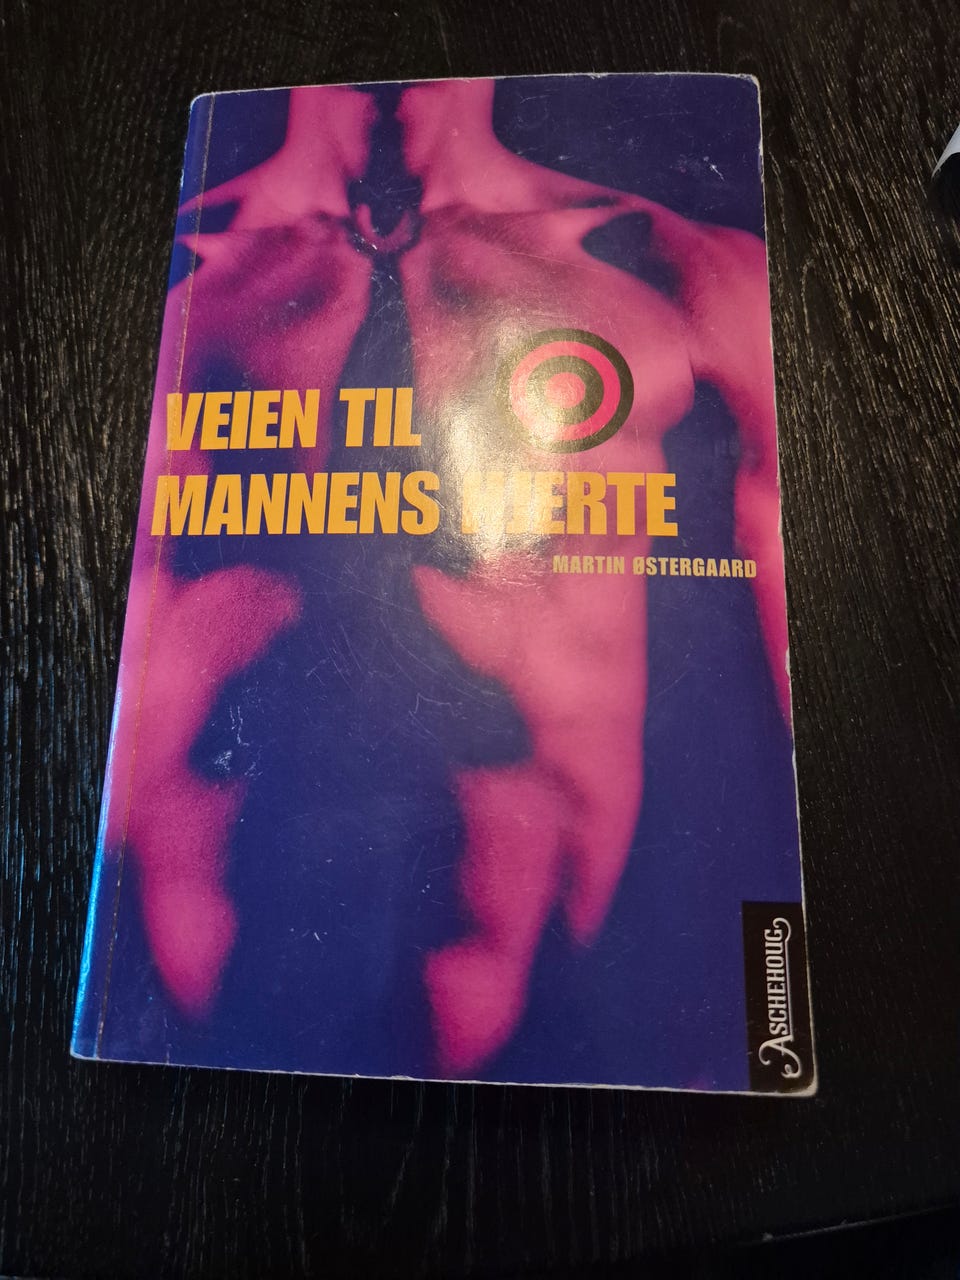 VEIEN TIL
MANNENS HJERTE
MARTIN ØSTERGAARD
ASCHEHOUG